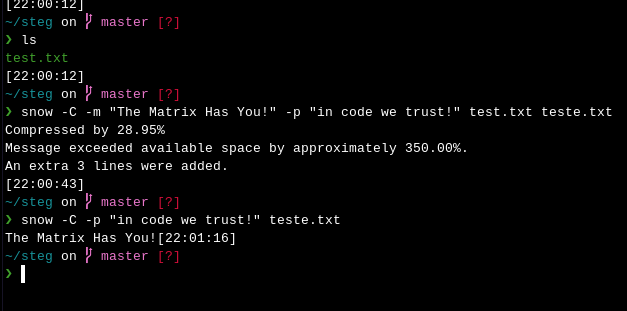 [22:00:12]
~/steg on master [?]
❯ ls
test.txt
[22:00:12]
~/steg on master [?]
❯ snow -C -m "The Matrix Has You!" -p "in code we trust!" test.txt teste.txt
Compressed by 28.95%
Message exceeded available space by approximately 350.00%.
An extra 3 lines were added.
[22:00:43]
~/steg on master [?]
❯ snow -C -p "in code we trust!" teste.txt
The Matrix Has You![22:01:16]
~/steg on master [?]
❯